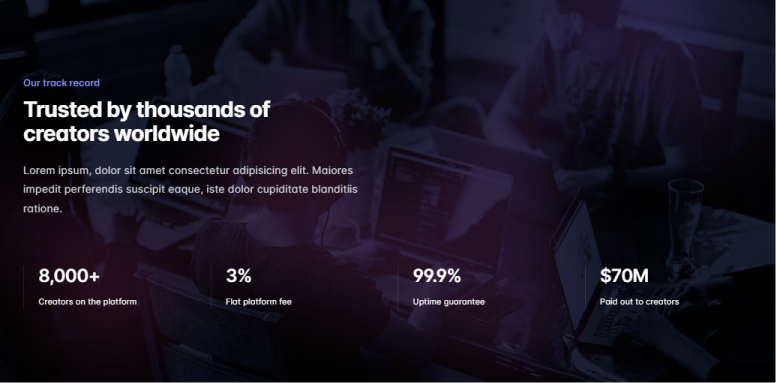 Our track record
Trusted by thousands of
creators worldwide
Lorem ipsum, dolor sit amet consectetur adipisicing elit. Maiores
impedit perferendis suscipit eaque, iste dolor cupiditate blanditiis
ratione.
8,000+
3%
99.9%
$70M
Creators on the platform
Flat platform fee
Uptime guarantee
Paid out to creators